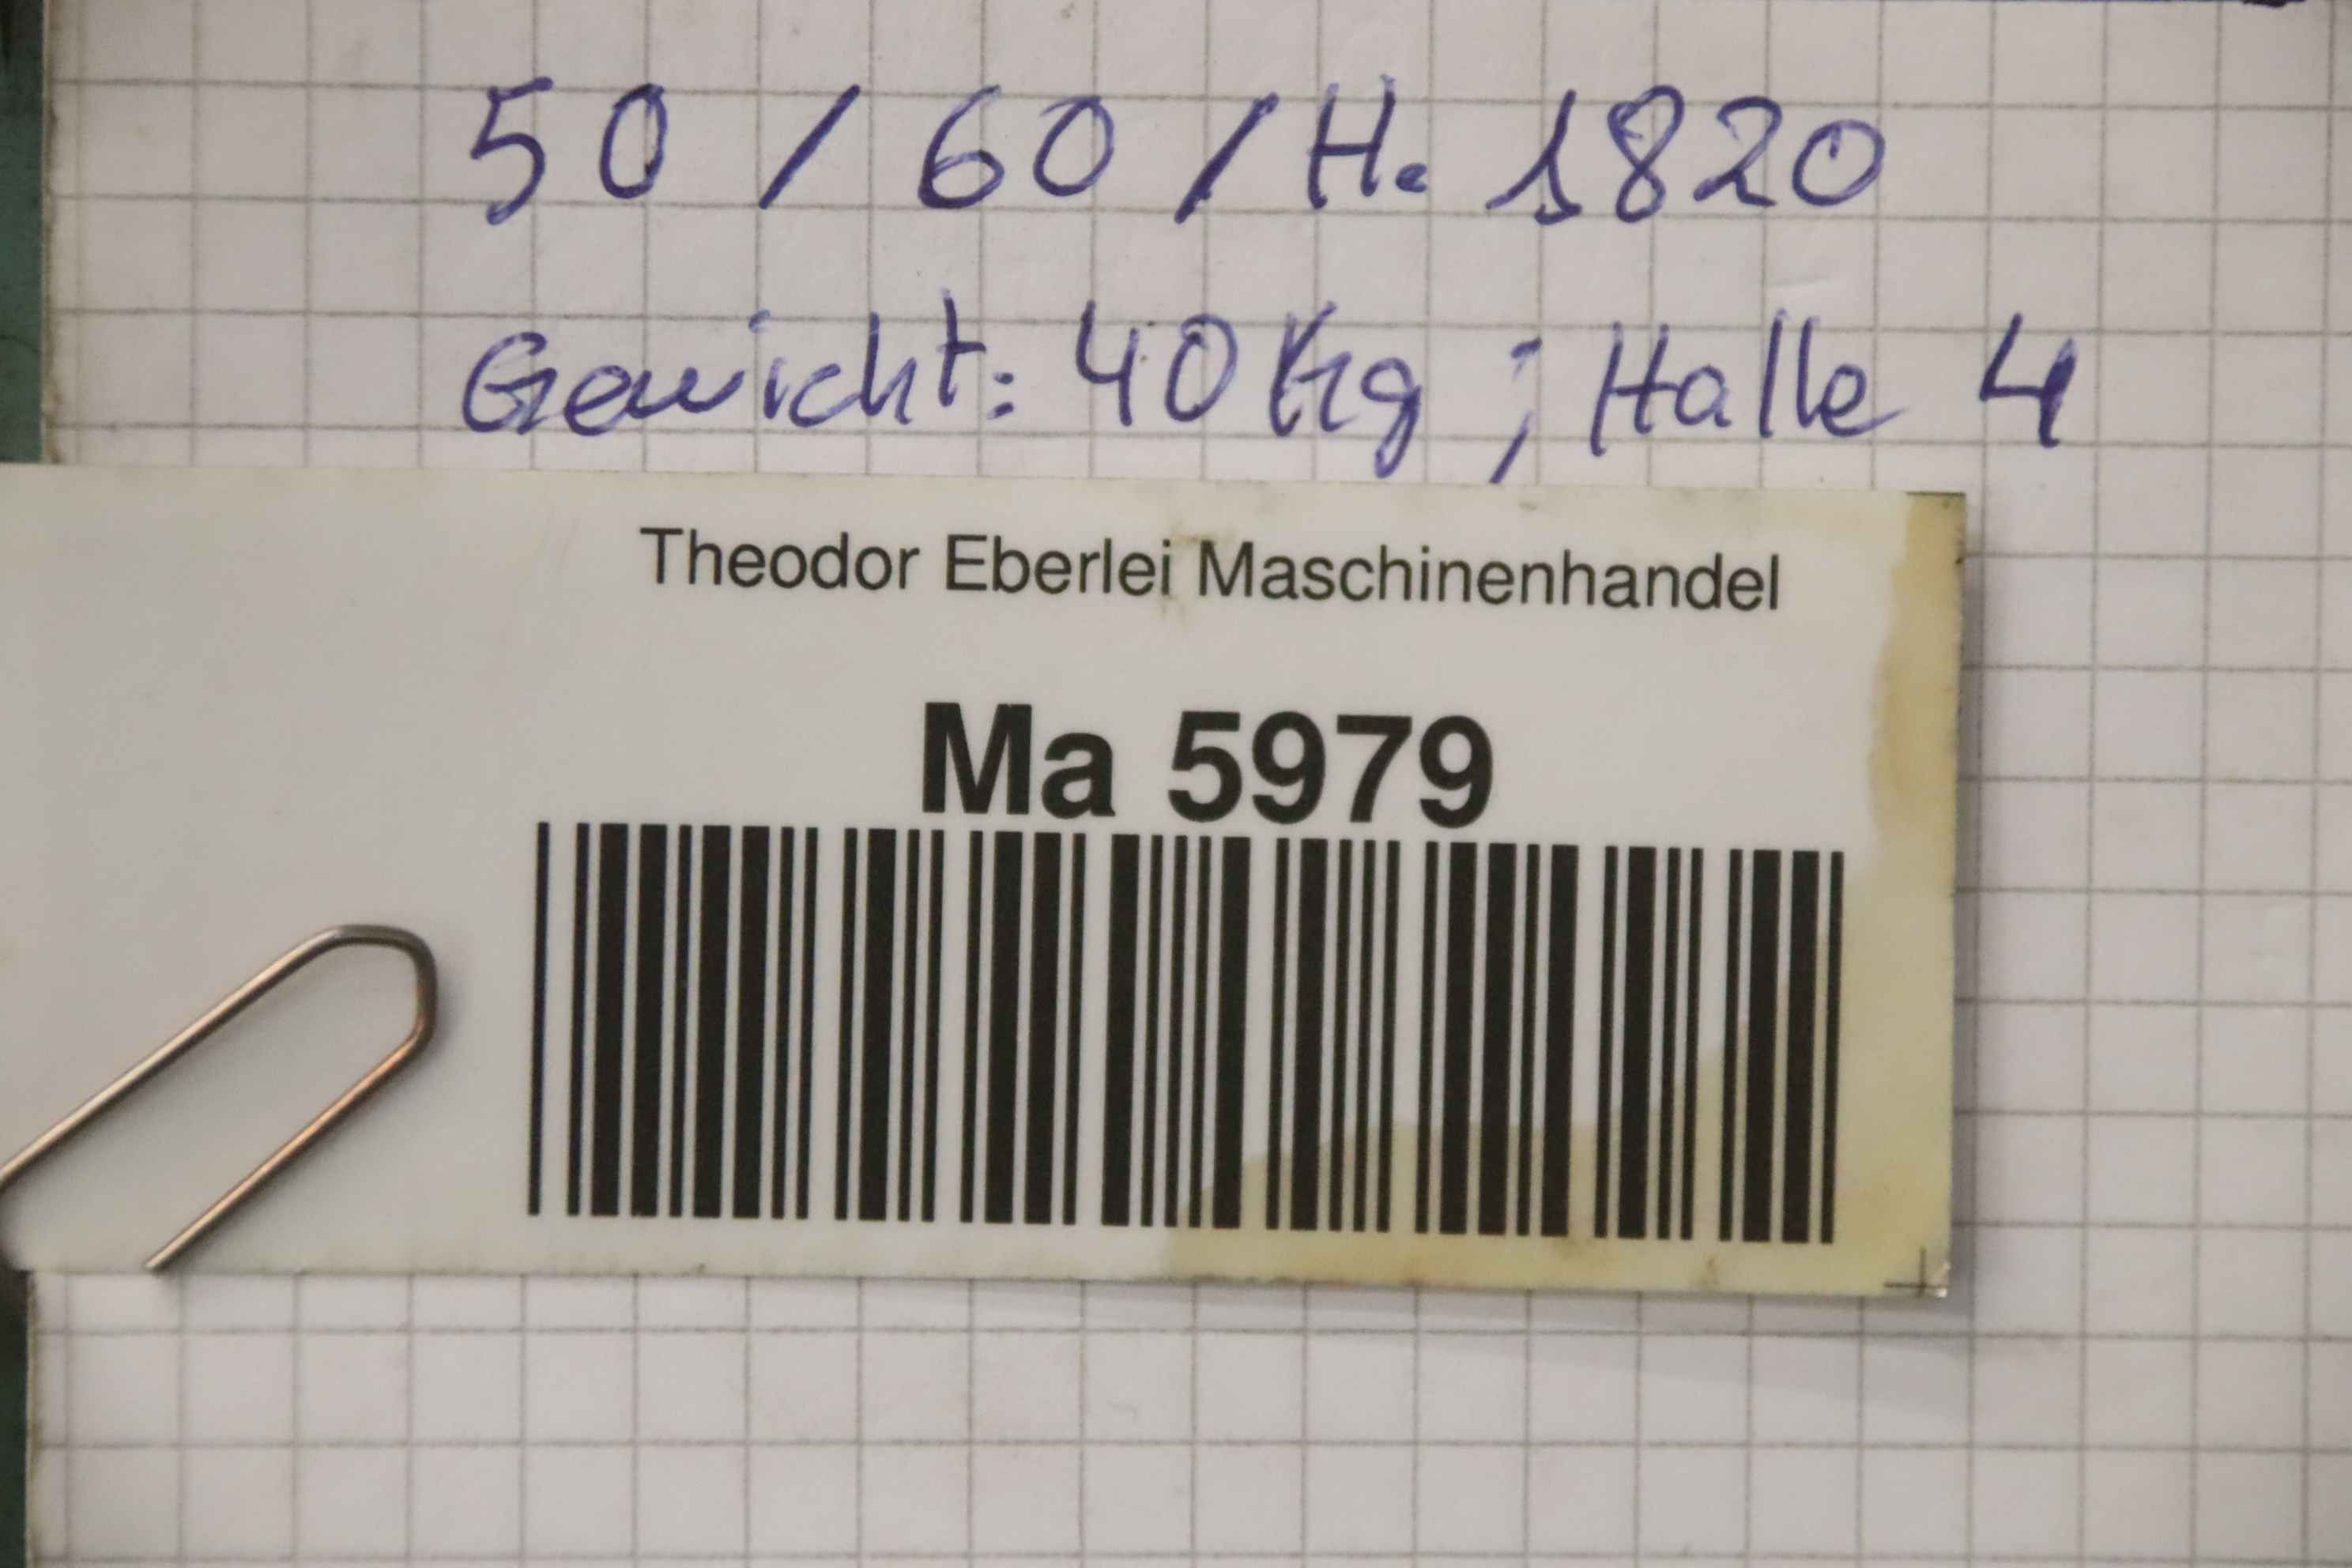 50 / 60 / H. 1820
Gewicht: 40 Kg ; Halle 4
Theodor Eberlei Maschinenhandel
Ma 5979